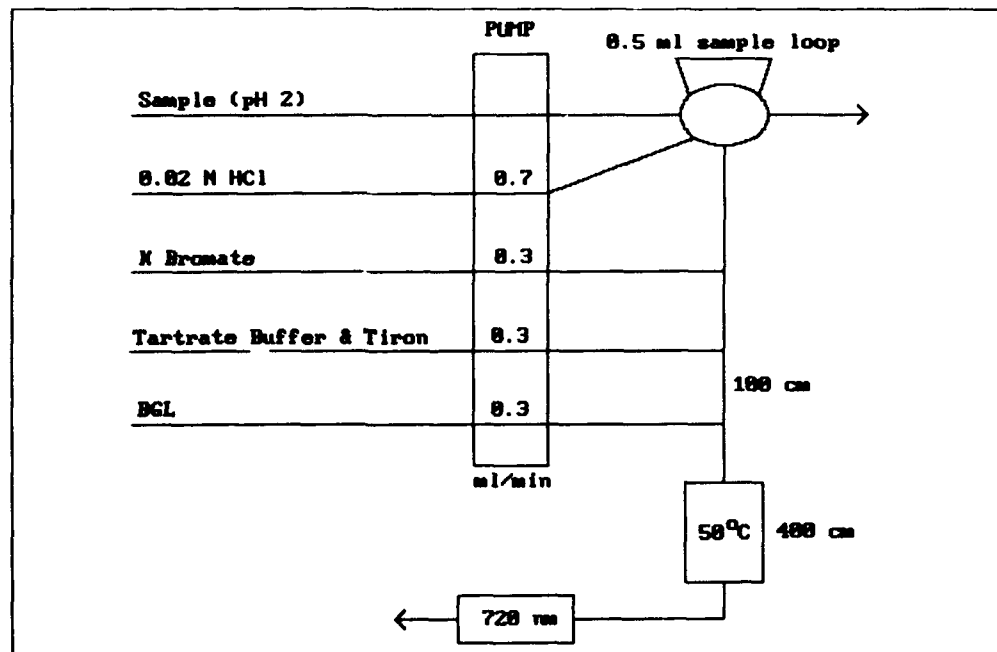 PUMP
0.5 ml sample loop
Sample (pH 2)
0.02 N HCl
0.7
K Bromate
0.3
Tartrate Buffer & Tiron
0.3
100 cm
BGL
0.3
ml/min
50°C
400 cm
720 nm